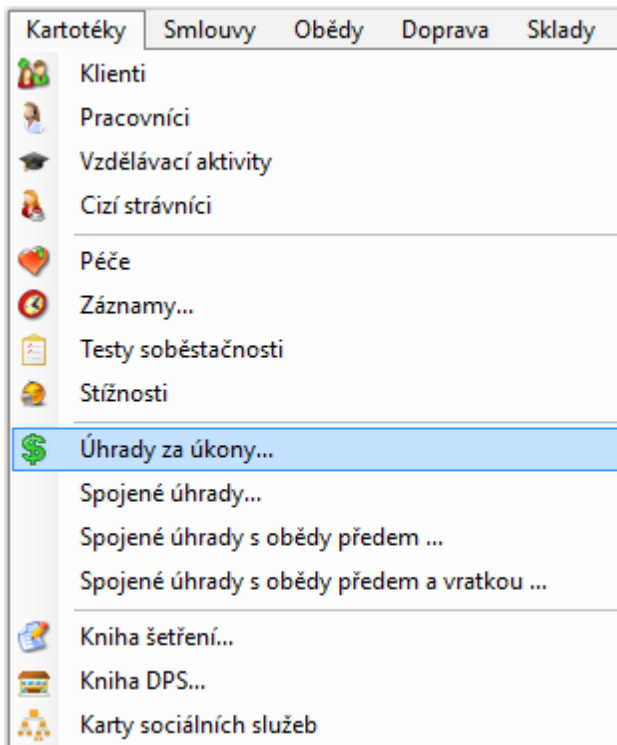 Kartotéky Smlouvy Obědy Doprava Sklady
Klienti
Pracovníci
Vzdělávací aktivity
Cizí strávníci
Péče
Záznamy...
Testy soběstačnosti
Stížnosti
Úhrady za úkony...
Spojené úhrady...
Spojené úhrady s obědy předem ...
Spojené úhrady s obědy předem a vratkou ...
Kniha šetření...
Kniha DPS...
Karty sociálních služeb